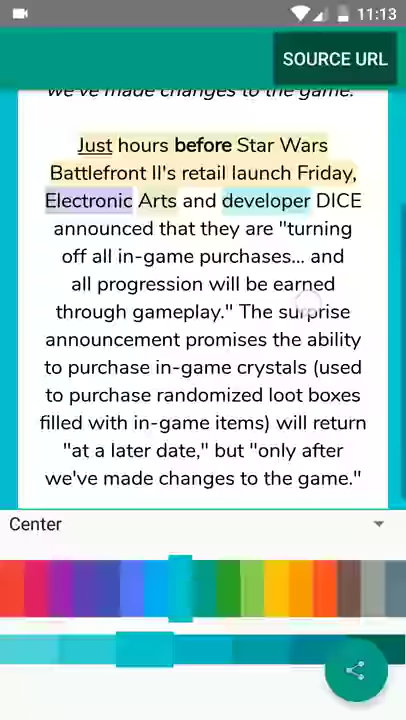 11:13
SOURCE URL
we've made changes to the game.
Just hours before Star Wars
Battlefront II's retail launch Friday,
Electronic Arts and developer DICE
announced that they are "turning
off all in-game purchases... and
all progression will be earned
through gameplay." The surprise
announcement promises the ability
to purchase in-game crystals (used
to purchase randomized loot boxes
filled with in-game items) will return
"at a later date," but "only after
we've made changes to the game."
Center